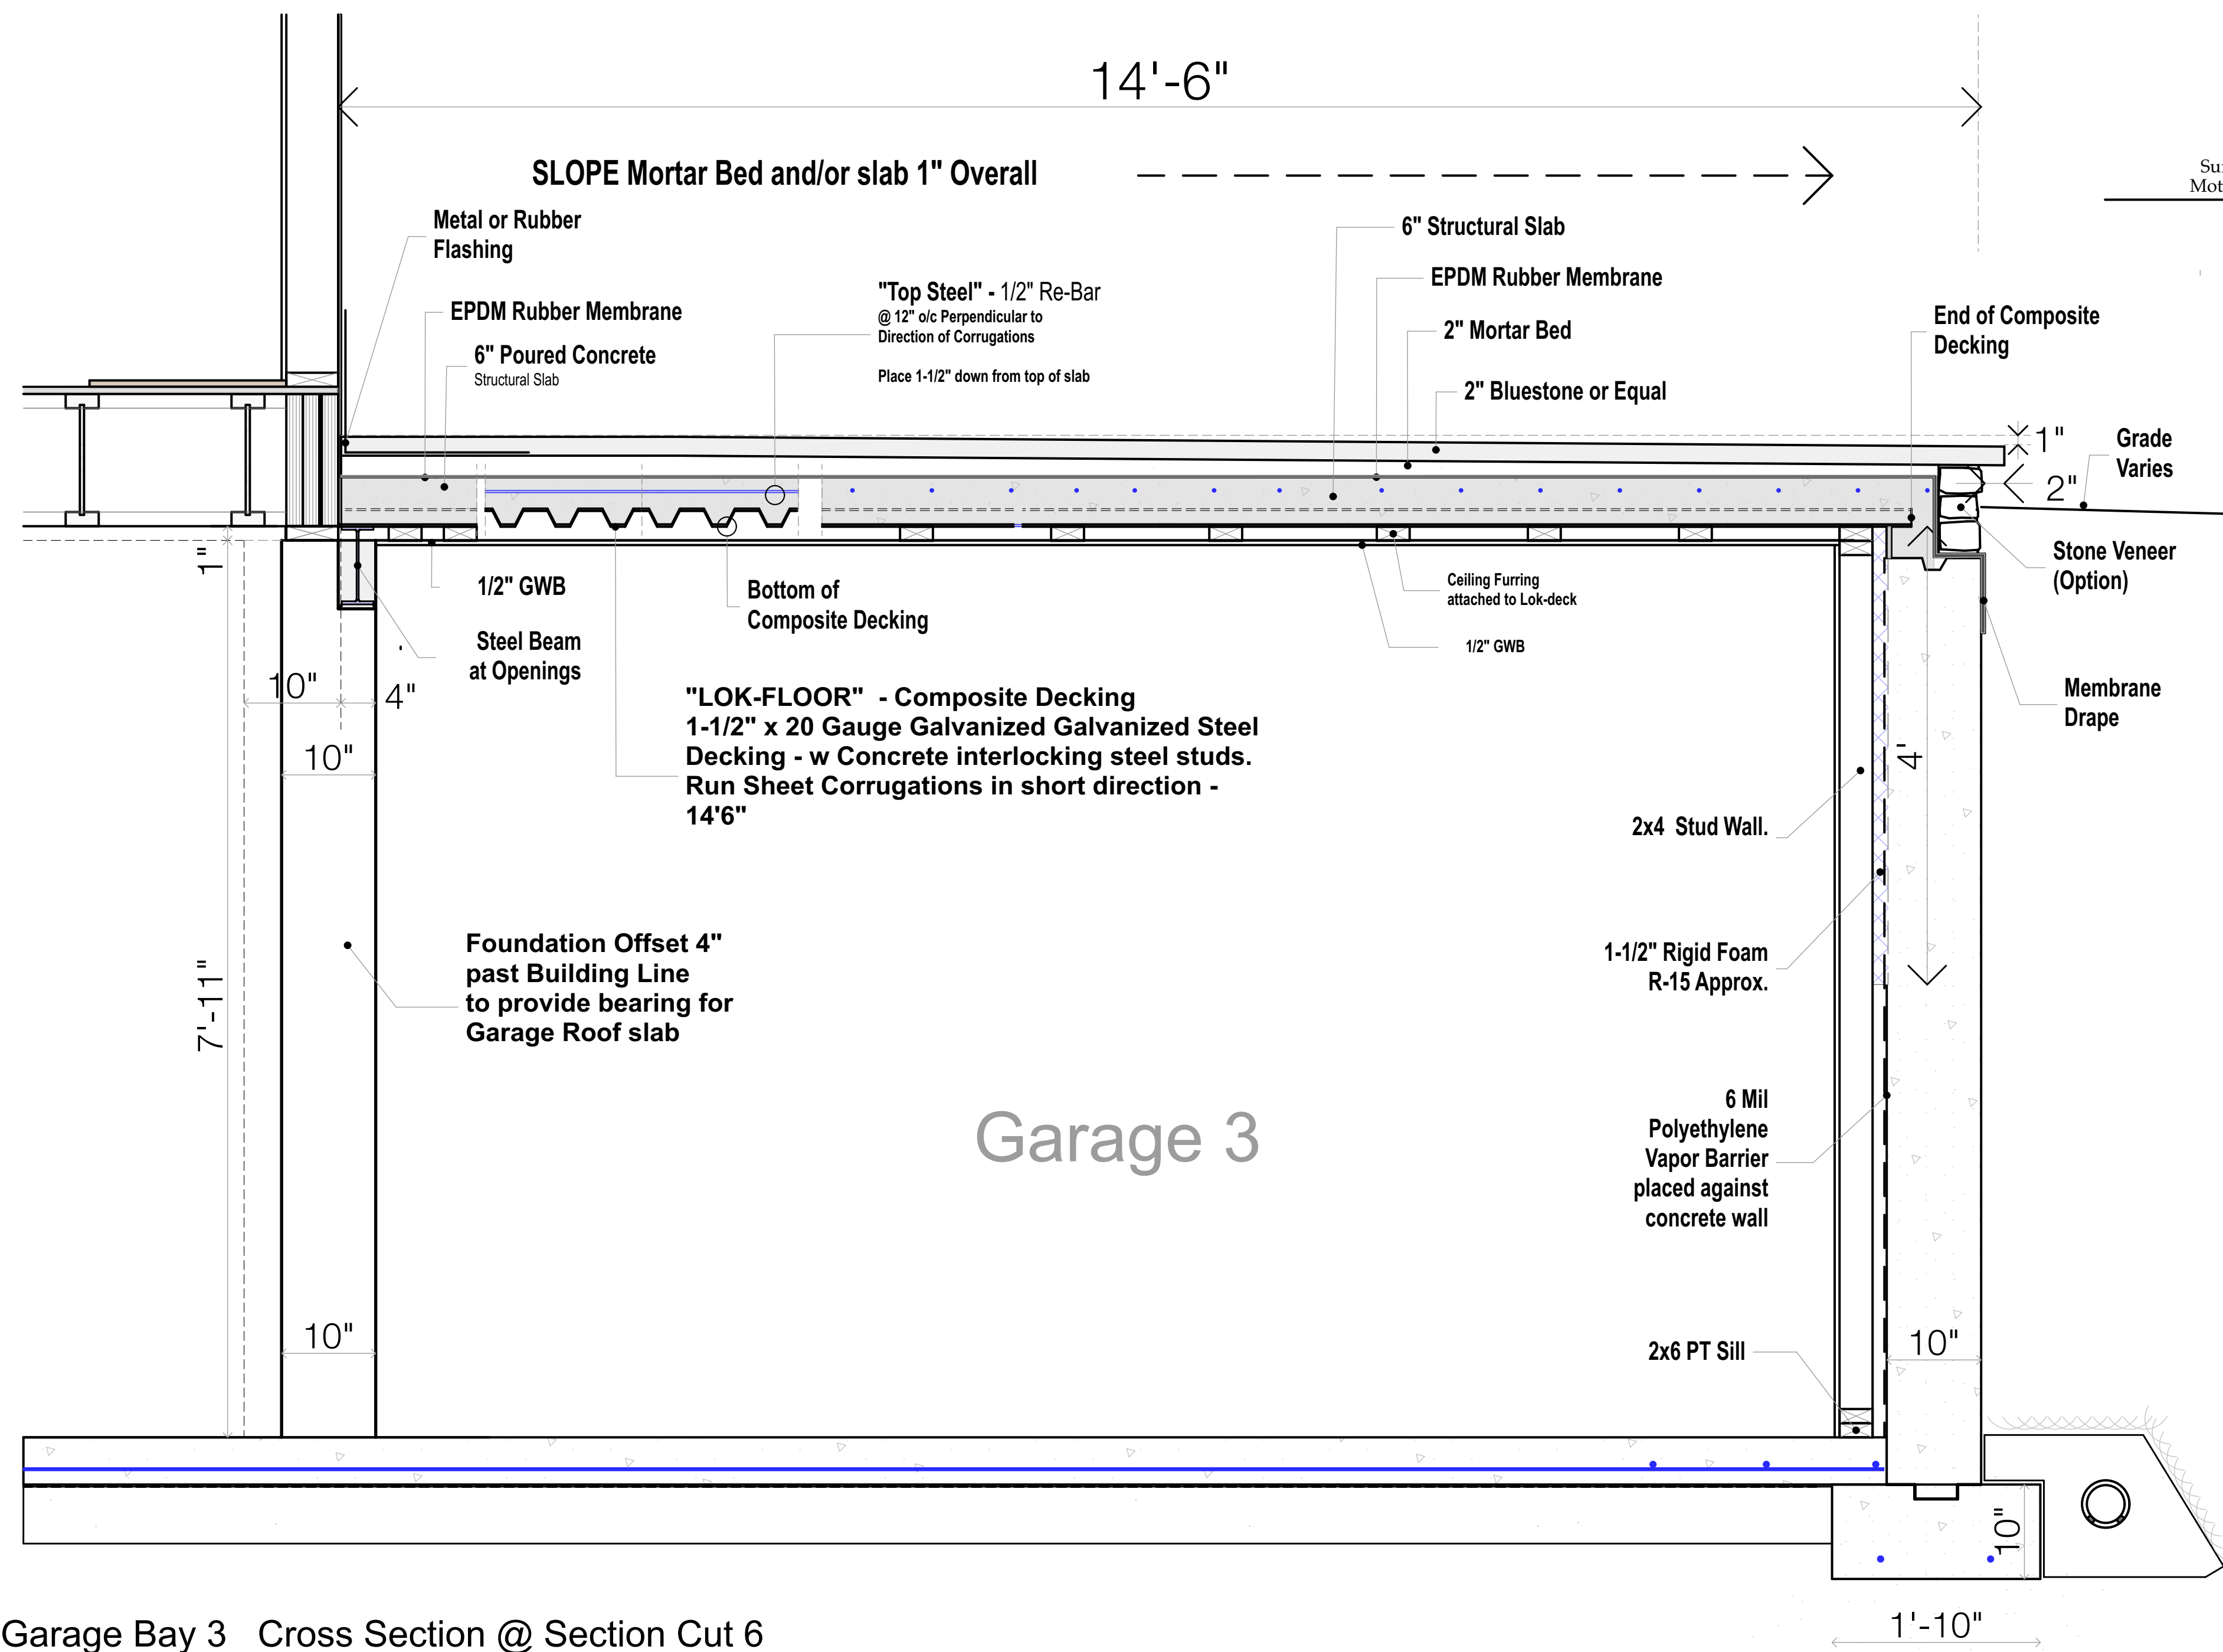 14'-6"
SLOPE Mortar Bed and/or slab 1" Overall
Metal or Rubber
Flashing
EPDM Rubber Membrane
6" Poured Concrete
Structural Slab
"Top Steel" - 1/2" Re-Bar
@ 12" o/c Perpendicular to
Direction of Corrugations
Place 1-1/2" down from top of slab
6" Structural Slab
EPDM Rubber Membrane
2" Mortar Bed
2" Bluestone or Equal
End of Composite
Decking
1"
Grade
Varies
2"
Stone Veneer
(Option)
Membrane
Drape
1"
1/2" GWB
Steel Beam
at Openings
Bottom of
Composite Decking
Ceiling Furring
attached to Lok-deck
1/2" GWB
10"
4"
10"
"LOK-FLOOR" - Composite Decking
1-1/2" x 20 Gauge Galvanized Galvanized Steel
Decking - w Concrete interlocking steel studs.
Run Sheet Corrugations in short direction -
14'6"
4'
2x4 Stud Wall.
1-1/2" Rigid Foam
R-15 Approx.
7'-11"
Foundation Offset 4"
past Building Line
to provide bearing for
Garage Roof slab
Garage 3
6 Mil
Polyethylene
Vapor Barrier
placed against
concrete wall
10"
2x6 PT Sill
10"
10"
1'-10"
Garage Bay 3 Cross Section @ Section Cut 6